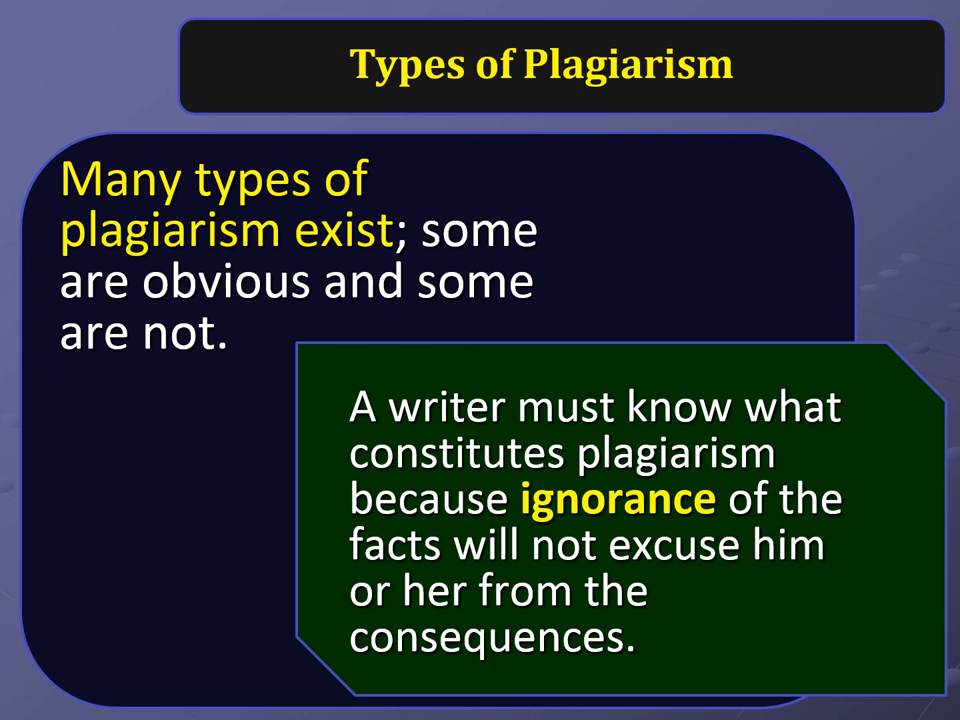 Types of Plagiarism
Many types of
plagiarism exist; some
are obvious and some
are not.
A writer must know what
constitutes plagiarism
because ignorance of the
facts will not excuse him
or her from the
consequences.